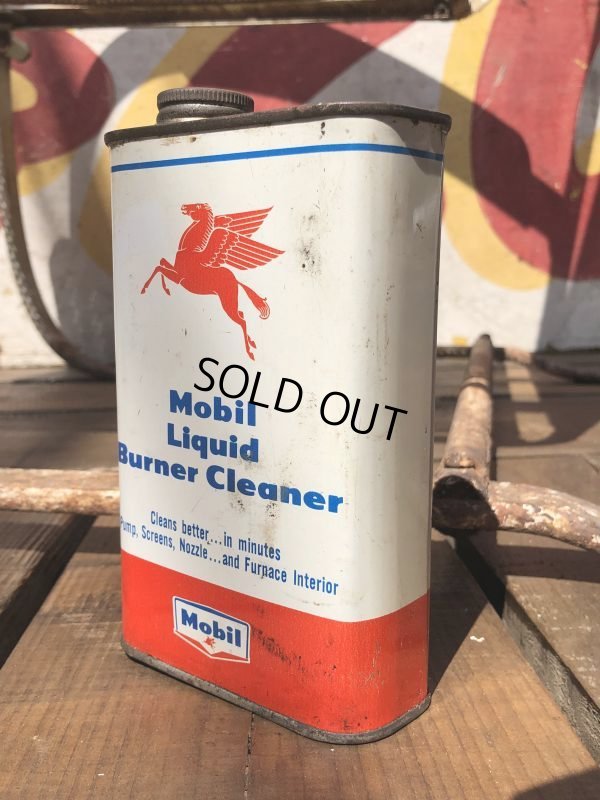 SOLD OUT
Mobil
Liquid
Burner Cleaner
Cleans better...in minutes
Pump, Screens, Nozzle...and Furnace Interior
Mobil